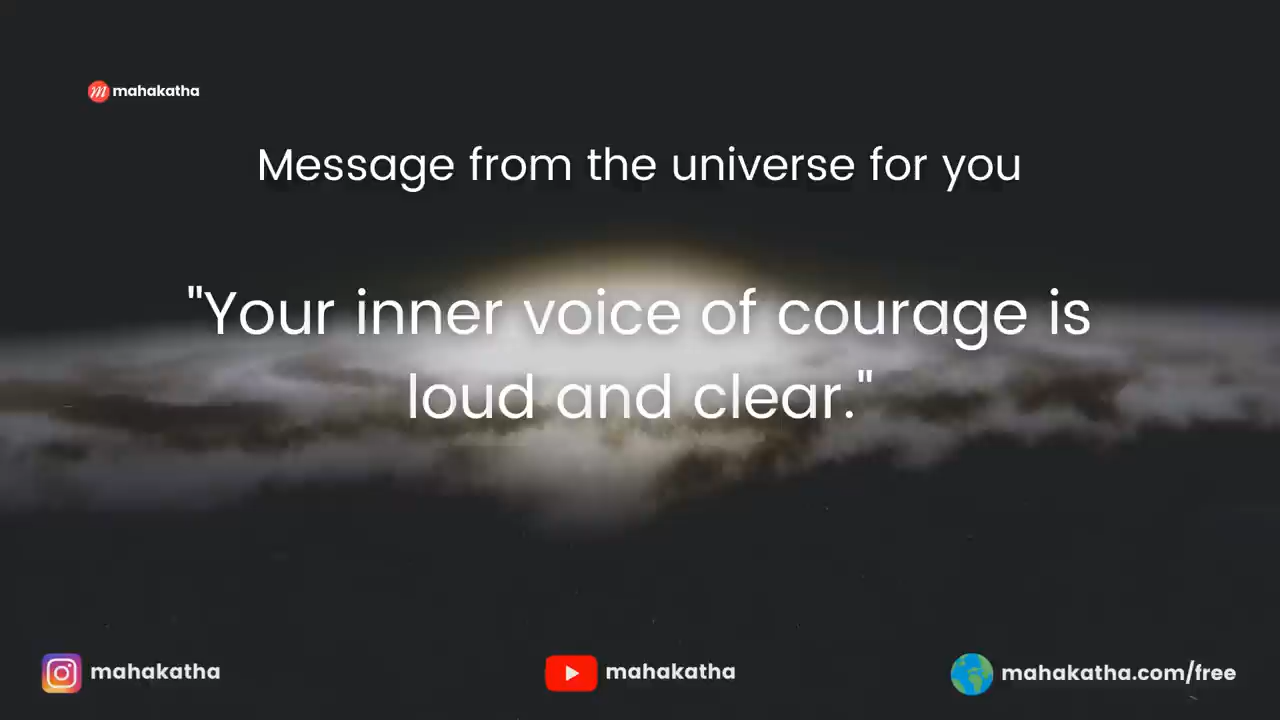 mahakatha
Message from the universe for you
"Your inner voice of courage is
loud and clear."
mahakatha
mahakatha
mahakatha.com/free